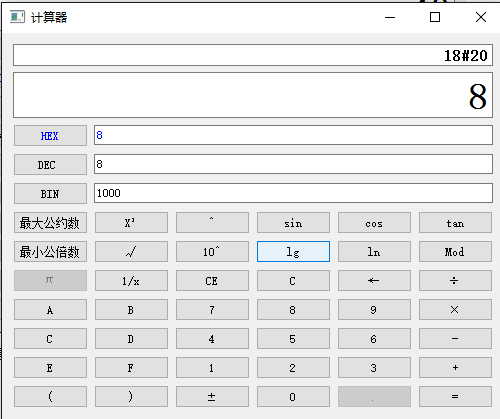 计算器
18#20
8
HEX 8
DEC 8
BIN 1000
最大公约数 X³ ^ sin cos tan
最小公倍数 √ 10^ lg ln Mod
π 1/x CE C ← ÷
A B 7 8 9 ×
C D 4 5 6 -
E F 1 2 3 +
( ) ± 0 . =